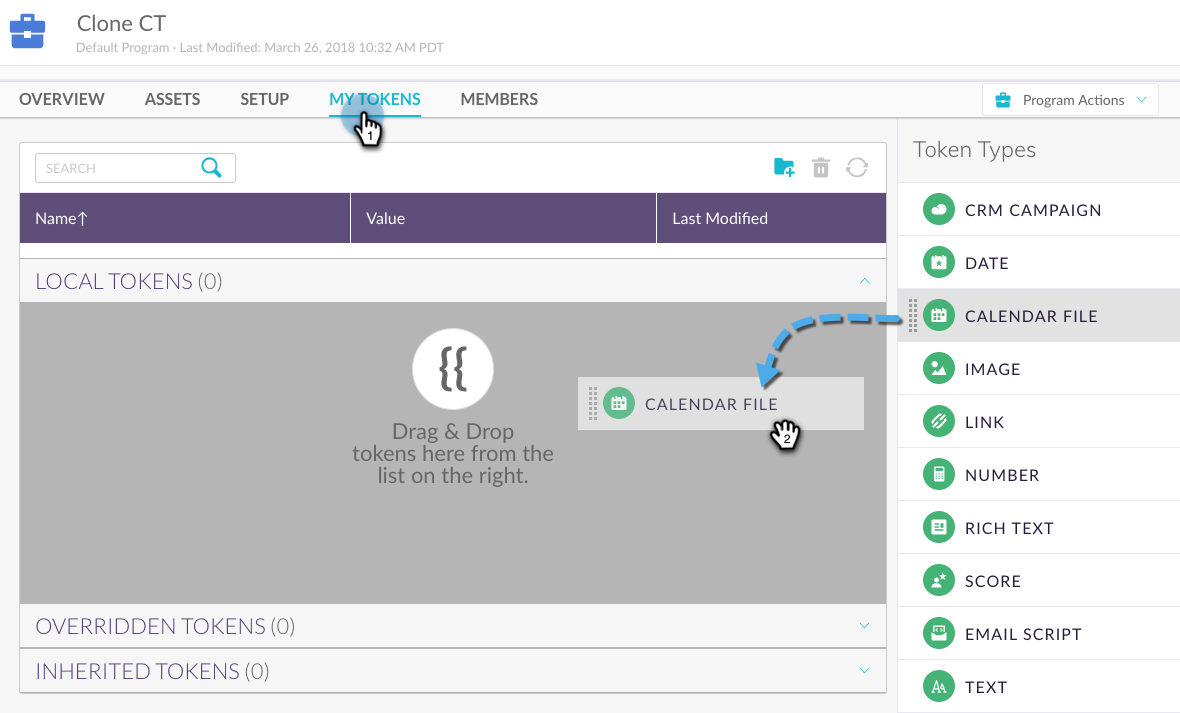 Clone CT
Default Program · Last Modified: March 26, 2018 10:32 AM PDT
OVERVIEW ASSETS SETUP MY TOKENS MEMBERS
Program Actions
1
SEARCH
Name↑ Value Last Modified
LOCAL TOKENS (0)
{{
Drag & Drop
tokens here from the
list on the right.
CALENDAR FILE
2
OVERRIDDEN TOKENS (0)
INHERITED TOKENS (0)
Token Types
CRM CAMPAIGN
DATE
CALENDAR FILE
IMAGE
LINK
NUMBER
RICH TEXT
SCORE
EMAIL SCRIPT
AA TEXT